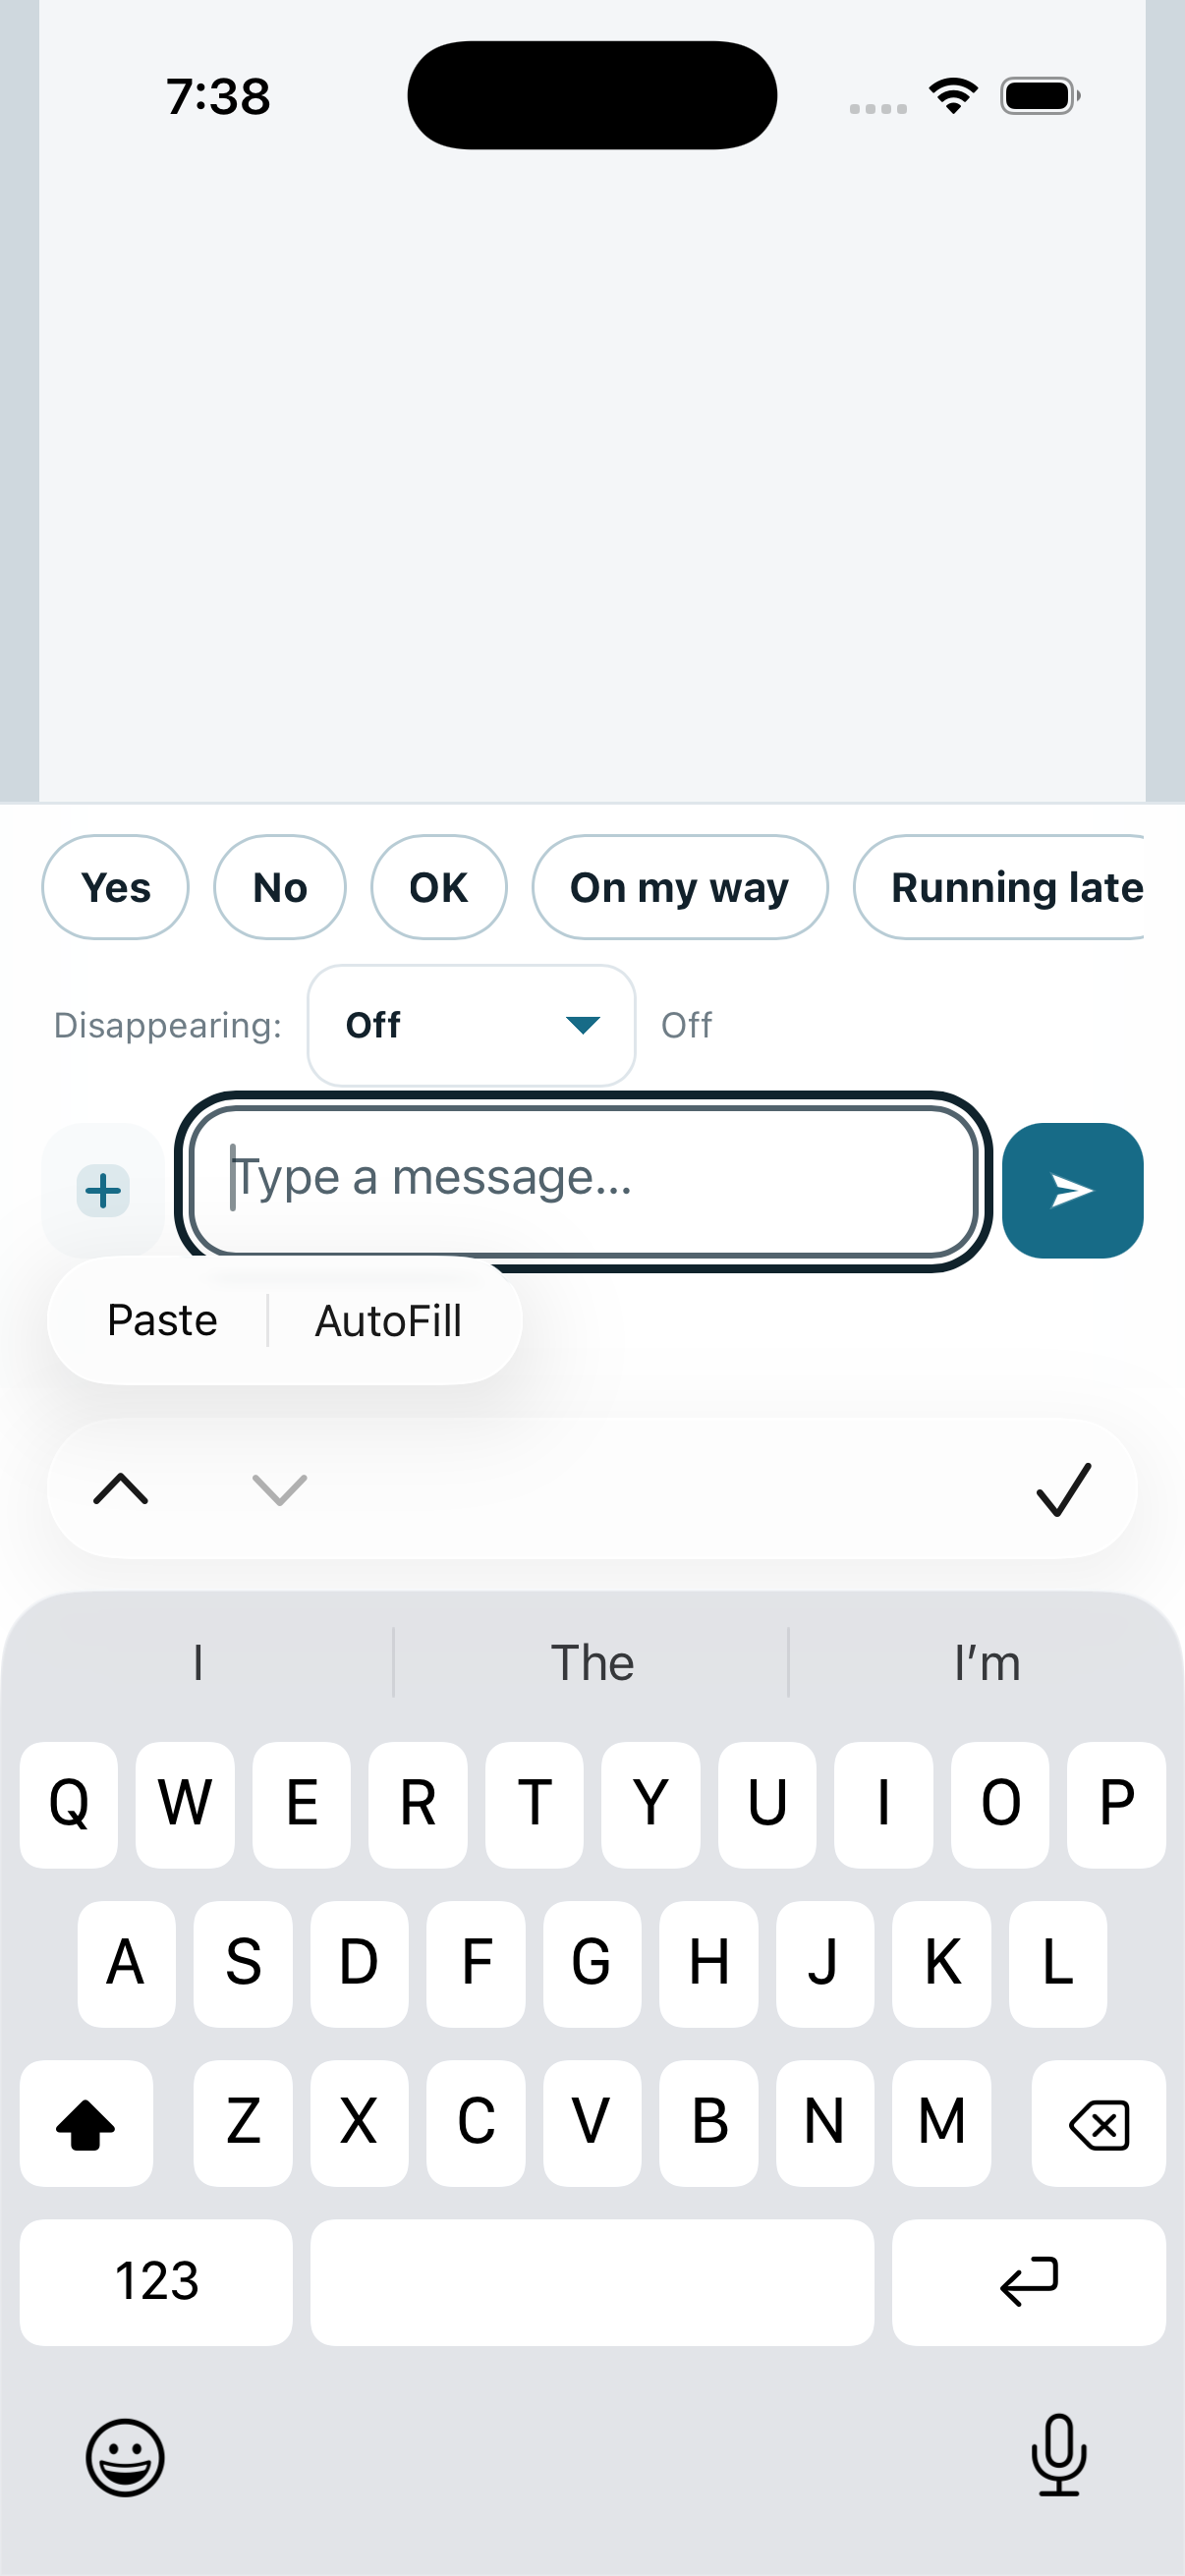 7:38
Yes No OK On my way Running late
Disappearing: Off Off
Type a message...
Paste AutoFill
I The I’m
Q W E R T Y U I O P
A S D F G H J K L
Z X C V B N M
123